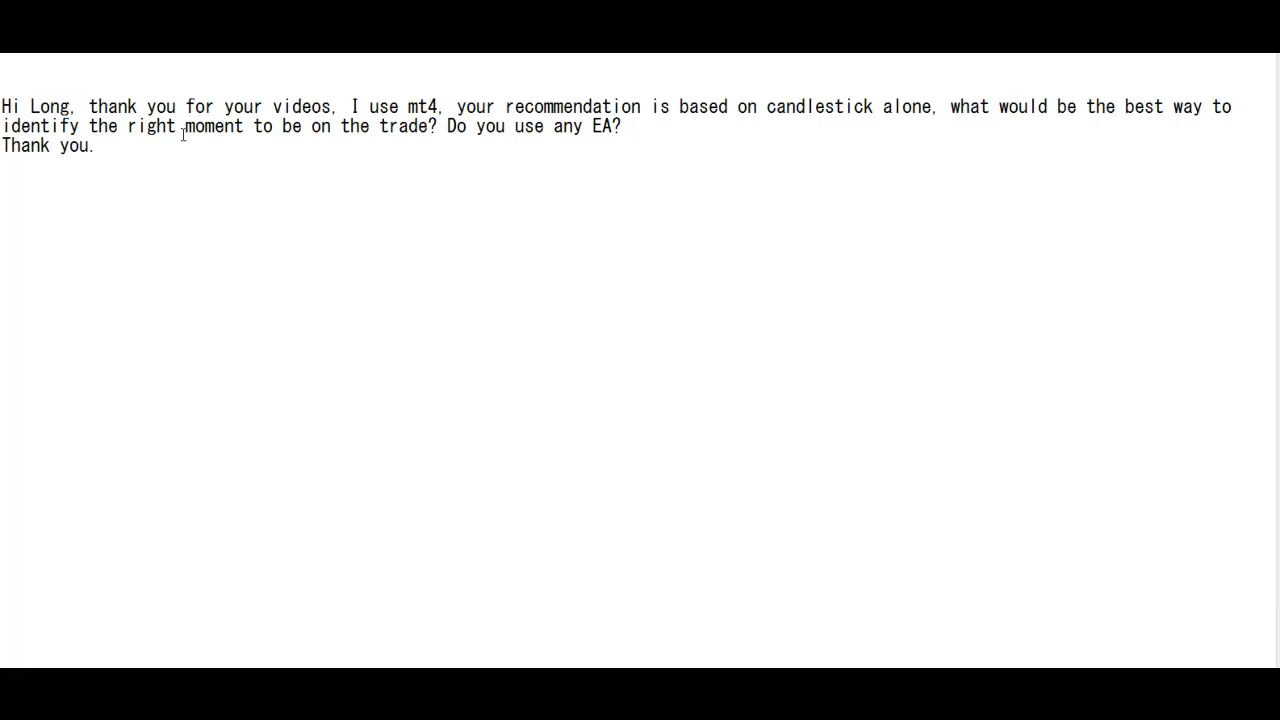 Hi Long, thank you for your videos, I use mt4, your recommendation is based on candlestick alone, what would be the best way to
identify the right moment to be on the trade? Do you use any EA?
Thank you.